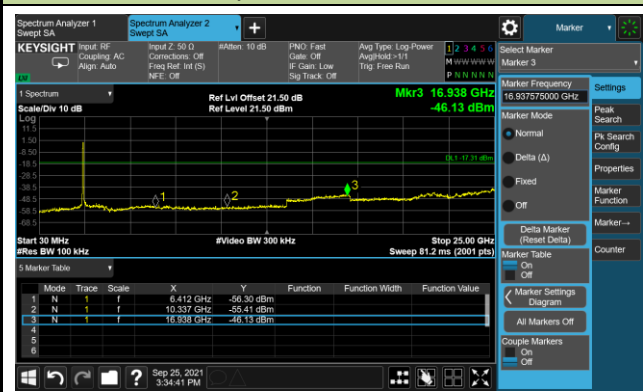 Spectrum Analyzer 1
Swept SA
Spectrum Analyzer 2
Swept SA
Marker
KEYSIGHT
Input: RF
Coupling: AC
Align: Auto
Input Z: 50 Ω
Corrections: Off
Freq Ref: Int (S)
NFE: Off
#Atten: 10 dB
PNO: Fast
Gate: Off
IF Gain: Low
Sig Track: Off
Avg Type: Log-Power
Avg|Hold:>1/1
Trig: Free Run
1 2 3 4 5 6
M W W W W W
P N N N N N
LXI
Select Marker
Marker 3
1 Spectrum
Scale/Div 10 dB
Ref Lvl Offset 21.50 dB
Ref Level 21.50 dBm
Mkr3 16.938 GHz
-46.13 dBm
Log
11.5
1.50
-8.50
-18.5
-28.5
-38.5
-48.5
-58.5
-68.5
DL1 -17.31 dBm
1
2
3
Start 30 MHz
#Res BW 100 kHz
#Video BW 300 kHz
Stop 25.00 GHz
Sweep 81.2 ms (2001 pts)
Marker Frequency
16.937575000 GHz
Marker Mode
Normal
Delta (Δ)
Fixed
Off
Delta Marker
(Reset Delta)
Marker Table
On
Off
Marker Settings
Diagram
All Markers Off
Couple Markers
On
Off
Settings
Peak
Search
Pk Search
Config
Properties
Marker
Function
Marker→
Counter
5 Marker Table
Mode Trace Scale X Y Function Function Width Function Value
1 N 1 f 6.412 GHz -56.30 dBm
2 N 1 f 10.337 GHz -55.41 dBm
3 N 1 f 16.938 GHz -46.13 dBm
4
5
6
Sep 25, 2021
3:34:41 PM